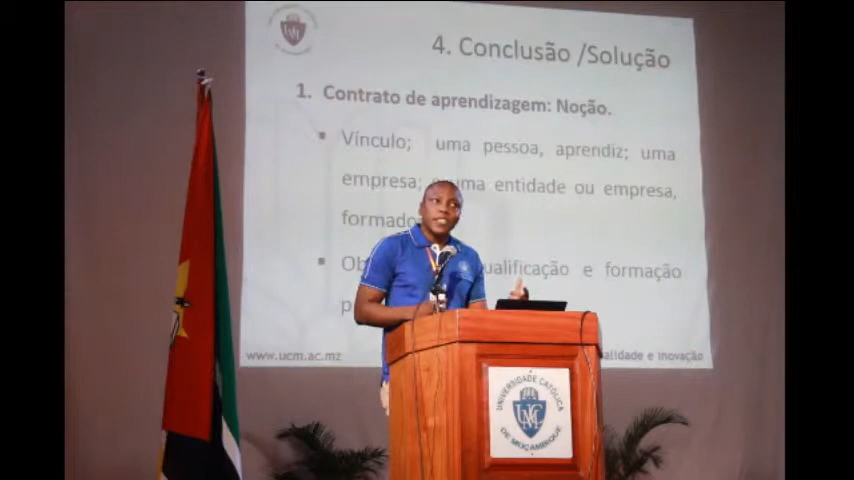 4. Conclusão /Solução
1. Contrato de aprendizagem: Noção.
▪ Vínculo; uma pessoa, aprendiz; uma
empresa; uma entidade ou empresa,
▪ qualificação e formação
www.ucm.ac.mz
alidade e inovação
UNIVERSIDADE CATÓLICA
UCM
DE MOÇAMBIQUE